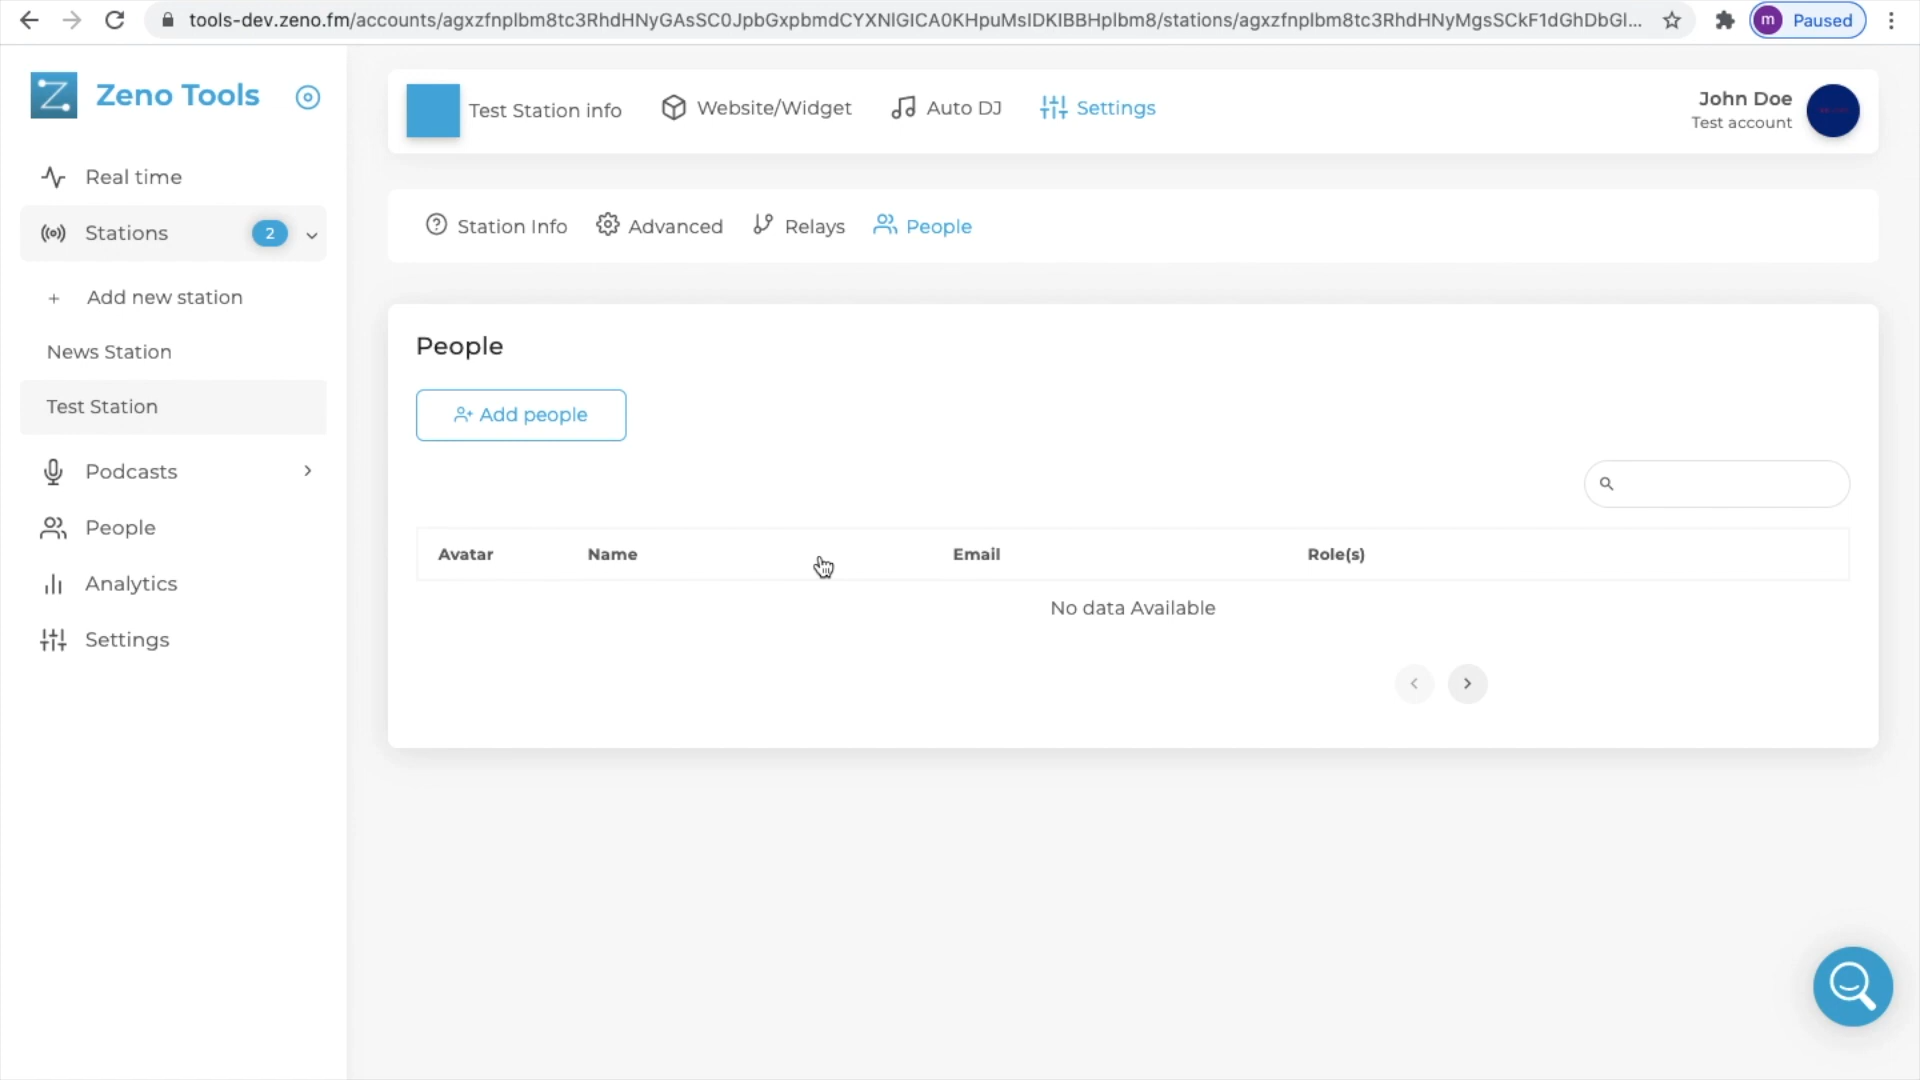 tools-dev.zeno.fm/accounts/agxzfnplbm8tc3RhdHNyGAsSC0JpbGxpbmdCYXNlGICA0KHpuMsIDKIBBHplbm8/stations/agxzfnplbm8tc3RhdHNyMgsSCkF1dGhDbGl...
m Paused
Zeno Tools
Test Station info
Website/Widget
Auto DJ
Settings
John Doe
Test account
Real time
Stations 2
+ Add new station
News Station
Test Station
Podcasts
People
Analytics
Settings
Station Info
Advanced
Relays
People
People
Add people
Avatar Name Email Role(s)
No data Available